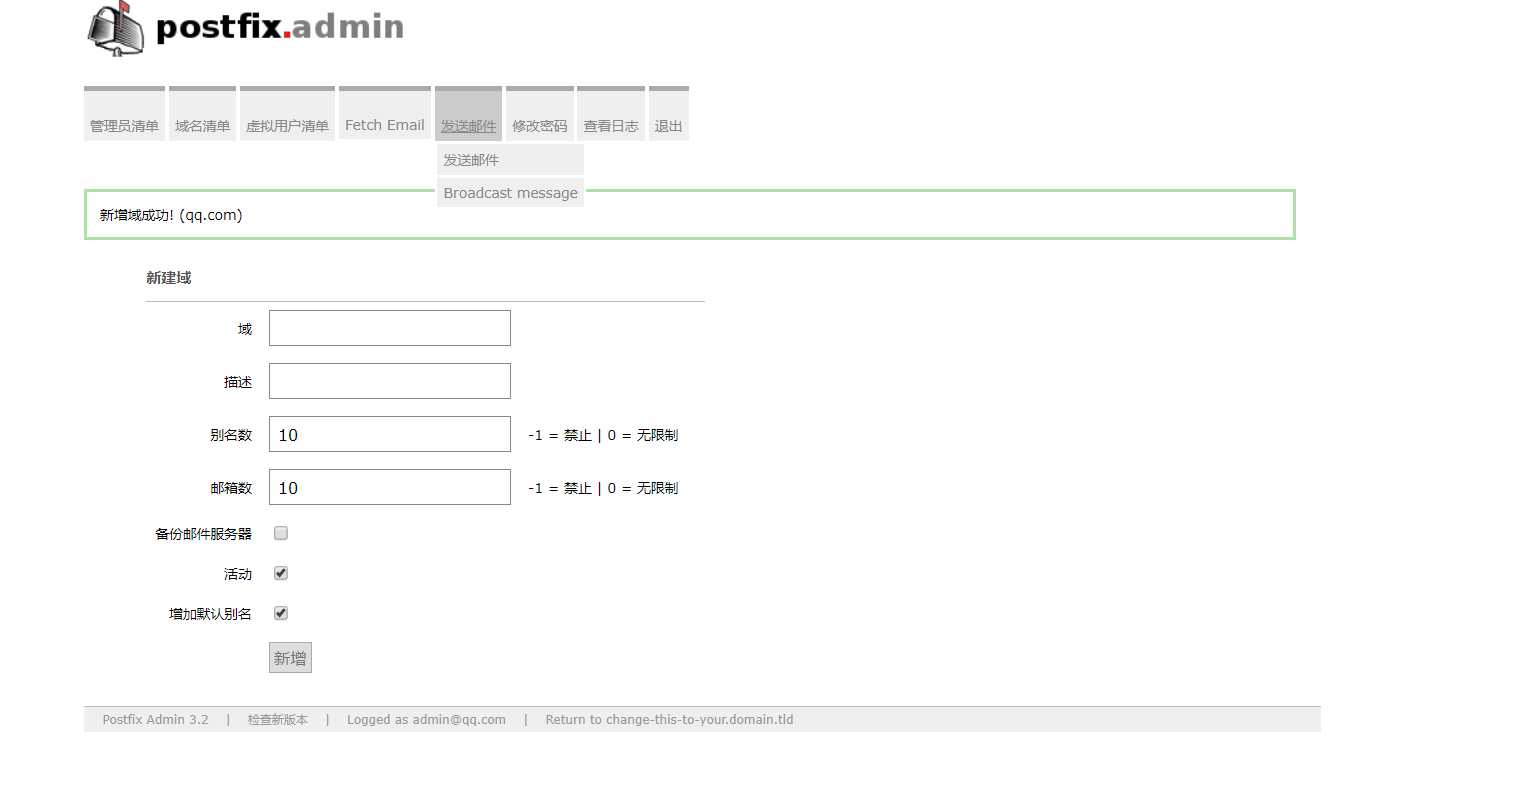 postfix.admin
管理员清单 域名清单 虚拟用户清单 Fetch Email 发送邮件 修改密码 查看日志 退出
发送邮件
Broadcast message
新增域成功! (qq.com)
新建域
域
描述
别名数 10 -1 = 禁止 | 0 = 无限制
邮箱数 10 -1 = 禁止 | 0 = 无限制
备份邮件服务器
活动
增加默认别名
新增
Postfix Admin 3.2 | 检查新版本 | Logged as admin@qq.com | Return to change-this-to-your.domain.tld